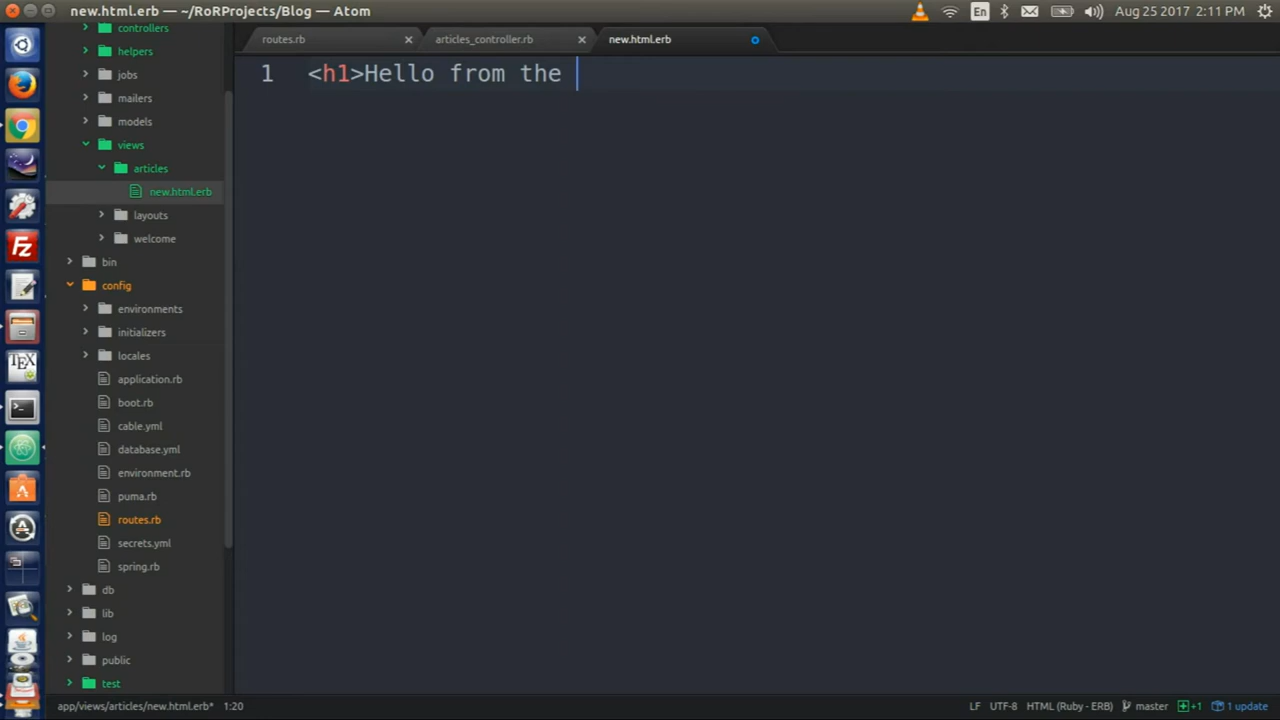 new.html.erb — ~/RoRProjects/Blog — Atom
En
Aug 25 2017 2:11 PM
controllers
helpers
jobs
mailers
models
views
articles
new.html.erb
layouts
welcome
bin
config
environments
initializers
locales
application.rb
boot.rb
cable.yml
database.yml
environment.rb
puma.rb
routes.rb
secrets.yml
spring.rb
db
lib
log
public
test
routes.rb
articles_controller.rb
new.html.erb
1 <h1>Hello from the
app/views/articles/new.html.erb* 1:20
LF UTF-8 HTML (Ruby - ERB) master +1 1 update
Fz
TEX